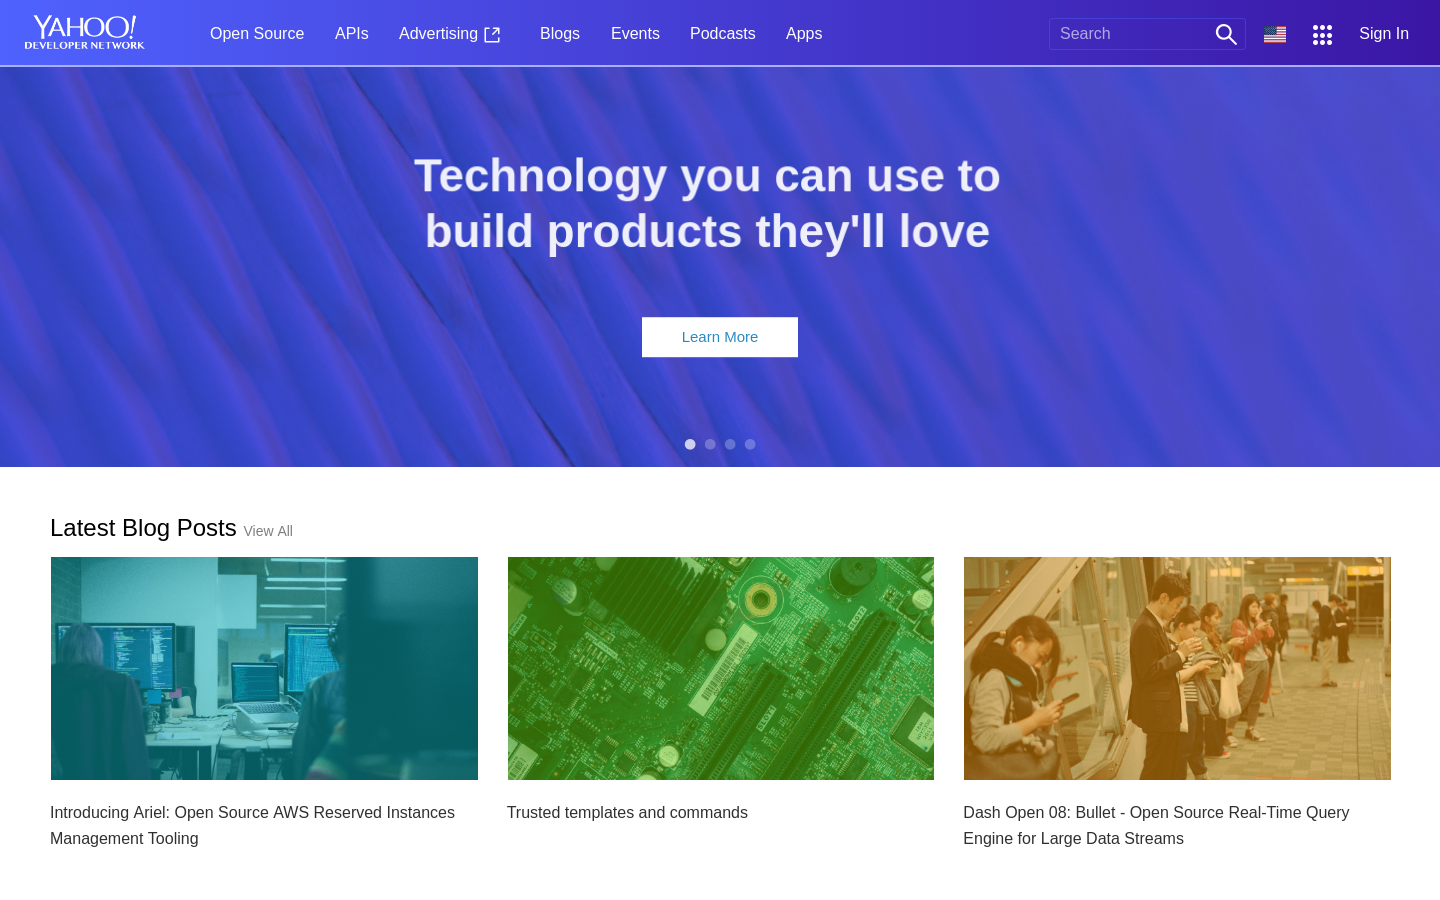 YAHOO!
DEVELOPER NETWORK
Open Source APIs Advertising Blogs Events Podcasts Apps Search Sign In
Technology you can use to
build products they'll love
Learn More
Latest Blog Posts View All
Introducing Ariel: Open Source AWS Reserved Instances
Management Tooling
Trusted templates and commands
Dash Open 08: Bullet - Open Source Real-Time Query
Engine for Large Data Streams